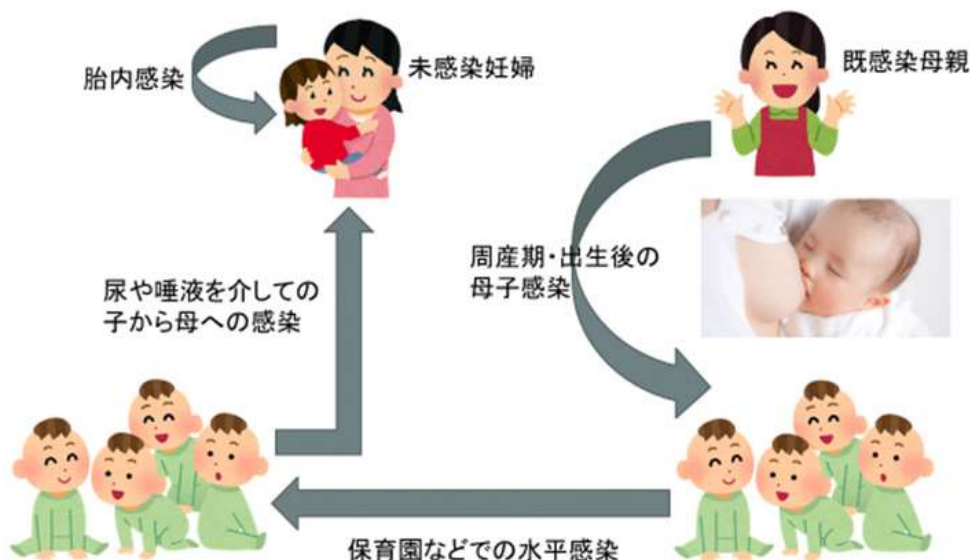 胎内感染
未感染妊婦
既感染母親
周産期・出生後の
母子感染
尿や唾液を介しての
子から母への感染
保育園などでの水平感染